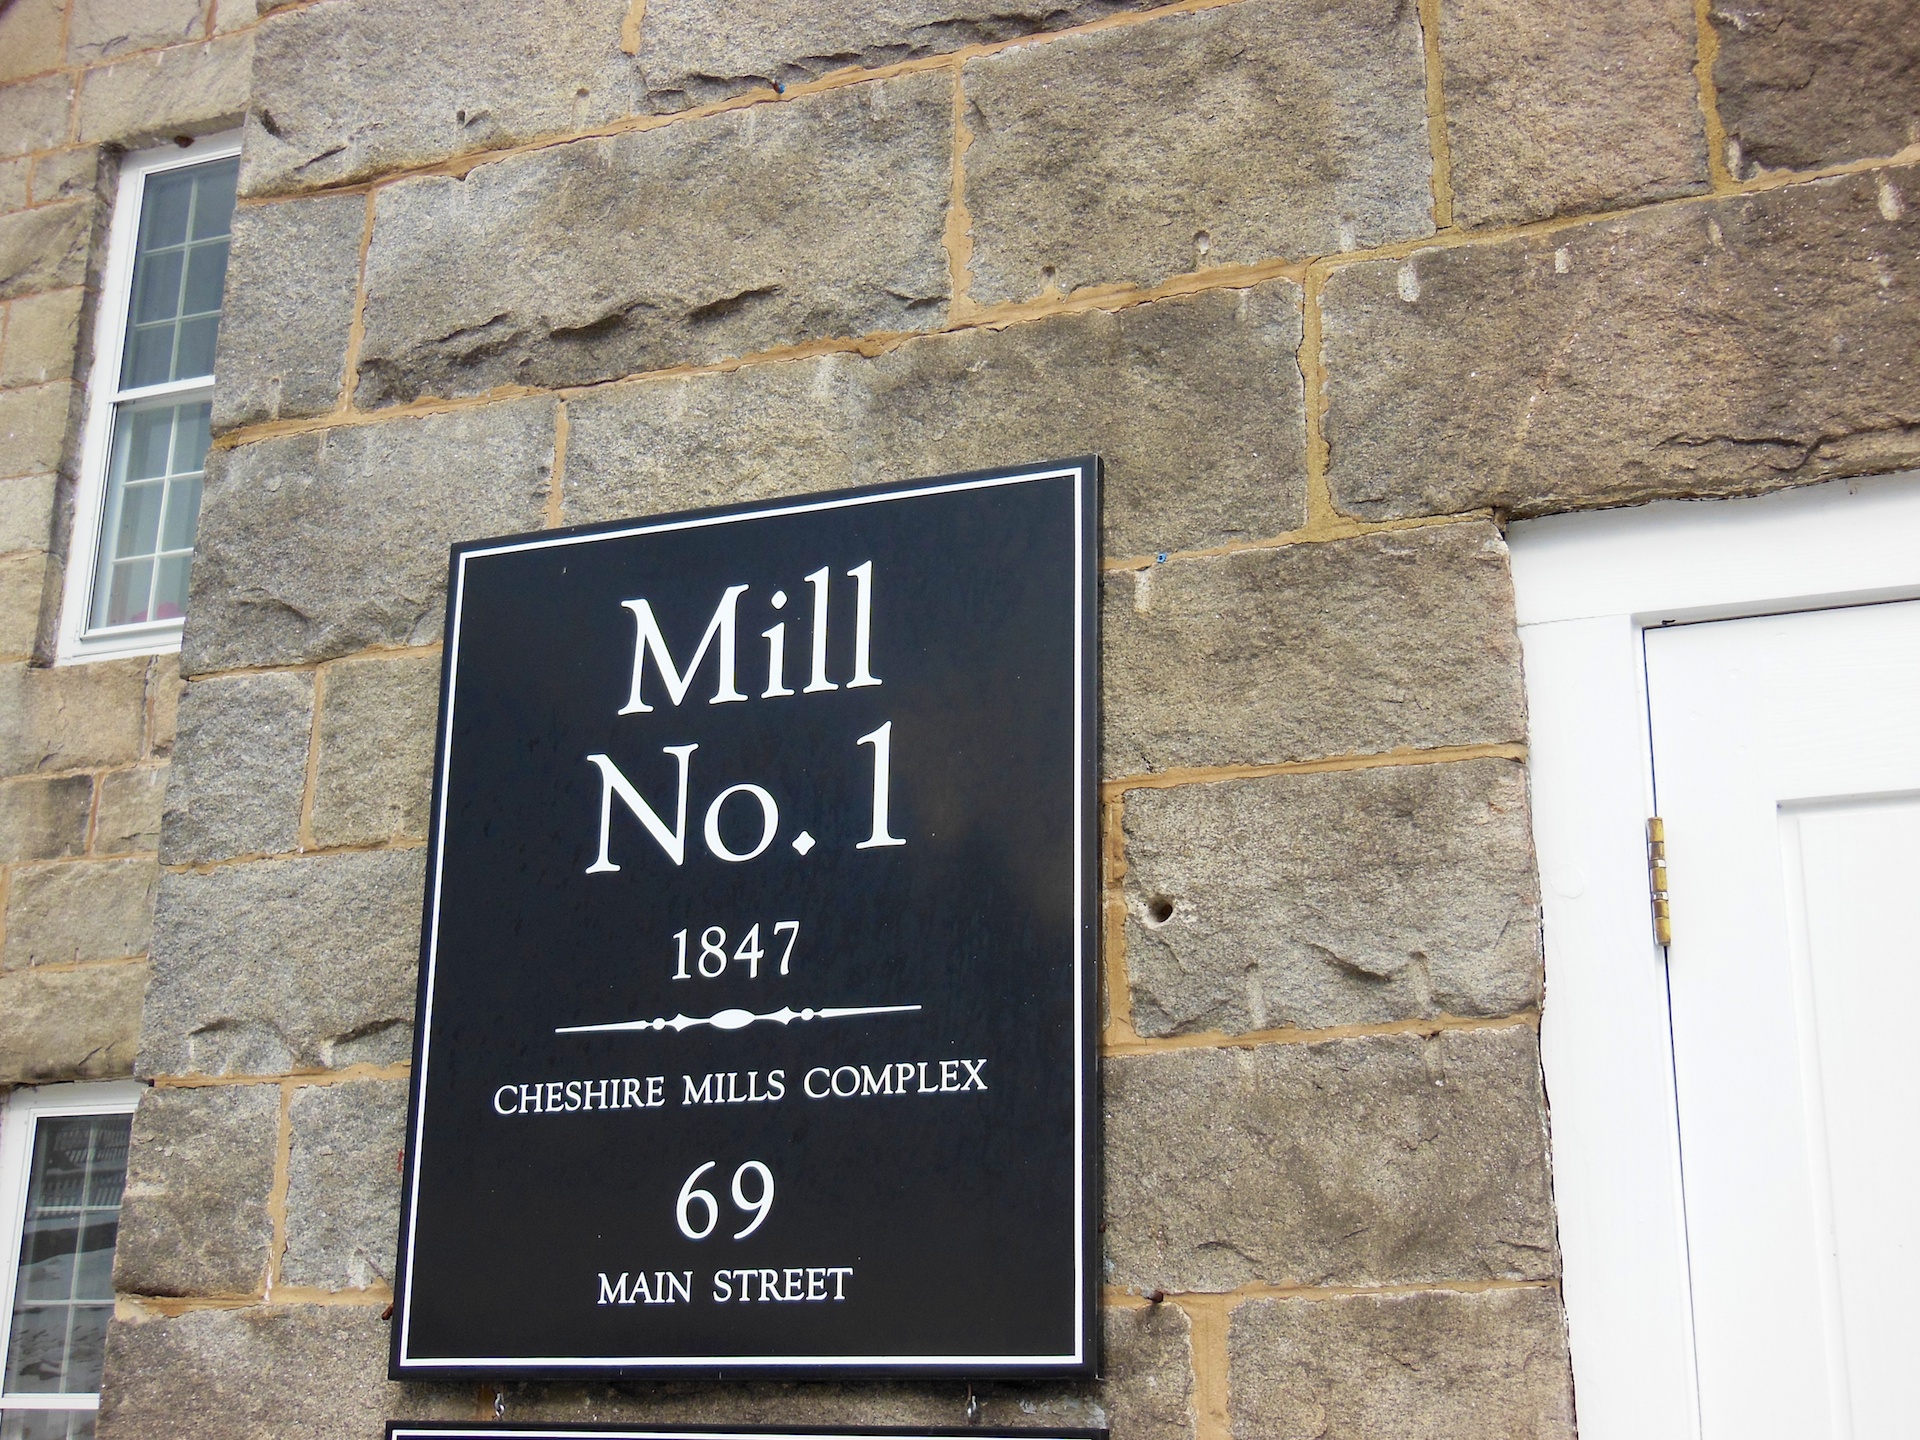 Mill
No. 1
1847
CHESHIRE MILLS COMPLEX
69
MAIN STREET